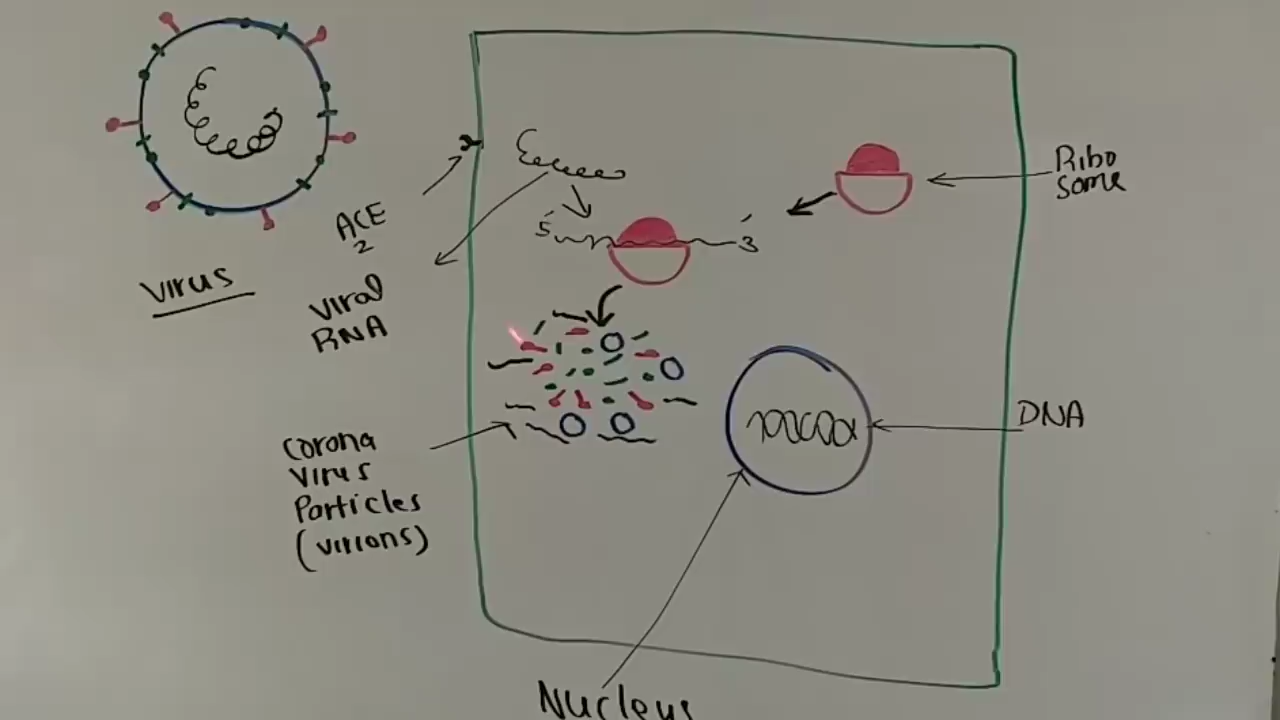 Virus
ACE
2
Viral
RNA
Ribo
Some
5'
3'
Corona
Virus
Particles
(virions)
DNA
Nucleus